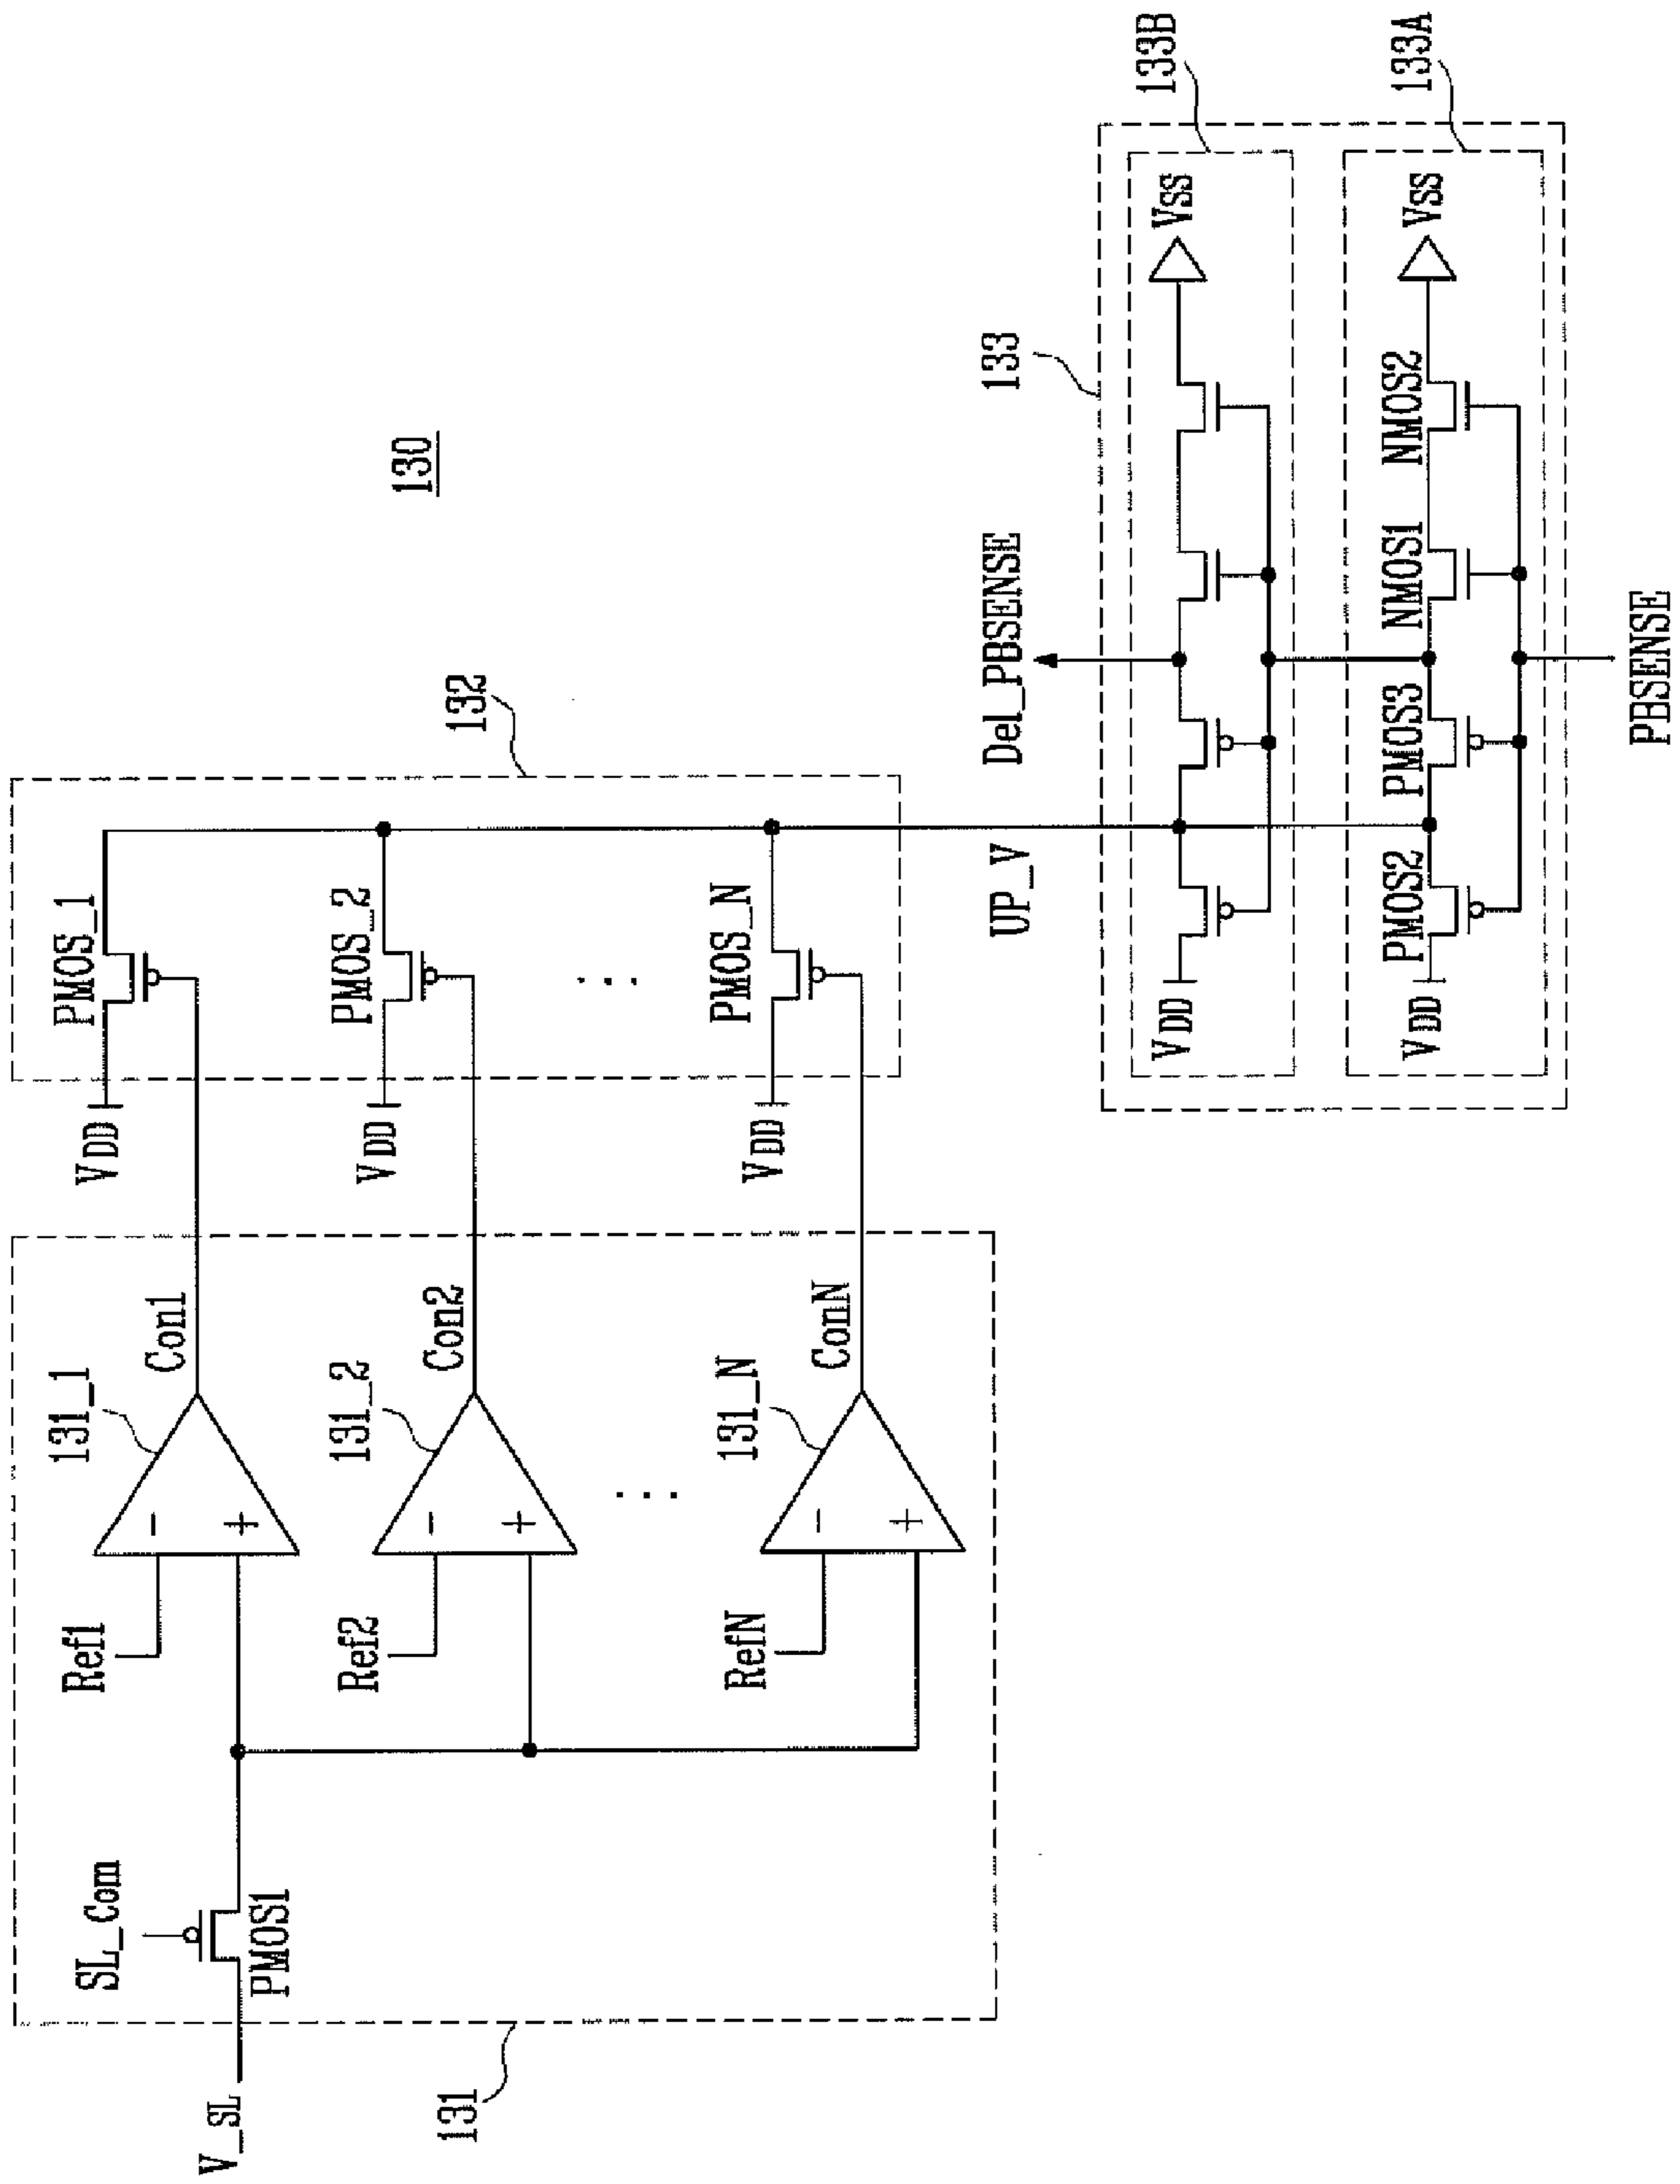 130
131
V_SL
SL_Com
PMOS1
Ref1
-
+
131_1
Con1
Ref2
-
+
131_2
Con2
...
RefN
-
+
131_N
ConN
132
VDD
PMOS_1
VDD
PMOS_2
...
VDD
PMOS_N
UP_V
Del_PBSENSE
133
133B
VDD
VSS
133A
VDD
PMOS2
PMOS3
NMOS1
NMOS2
VSS
PBSENSE